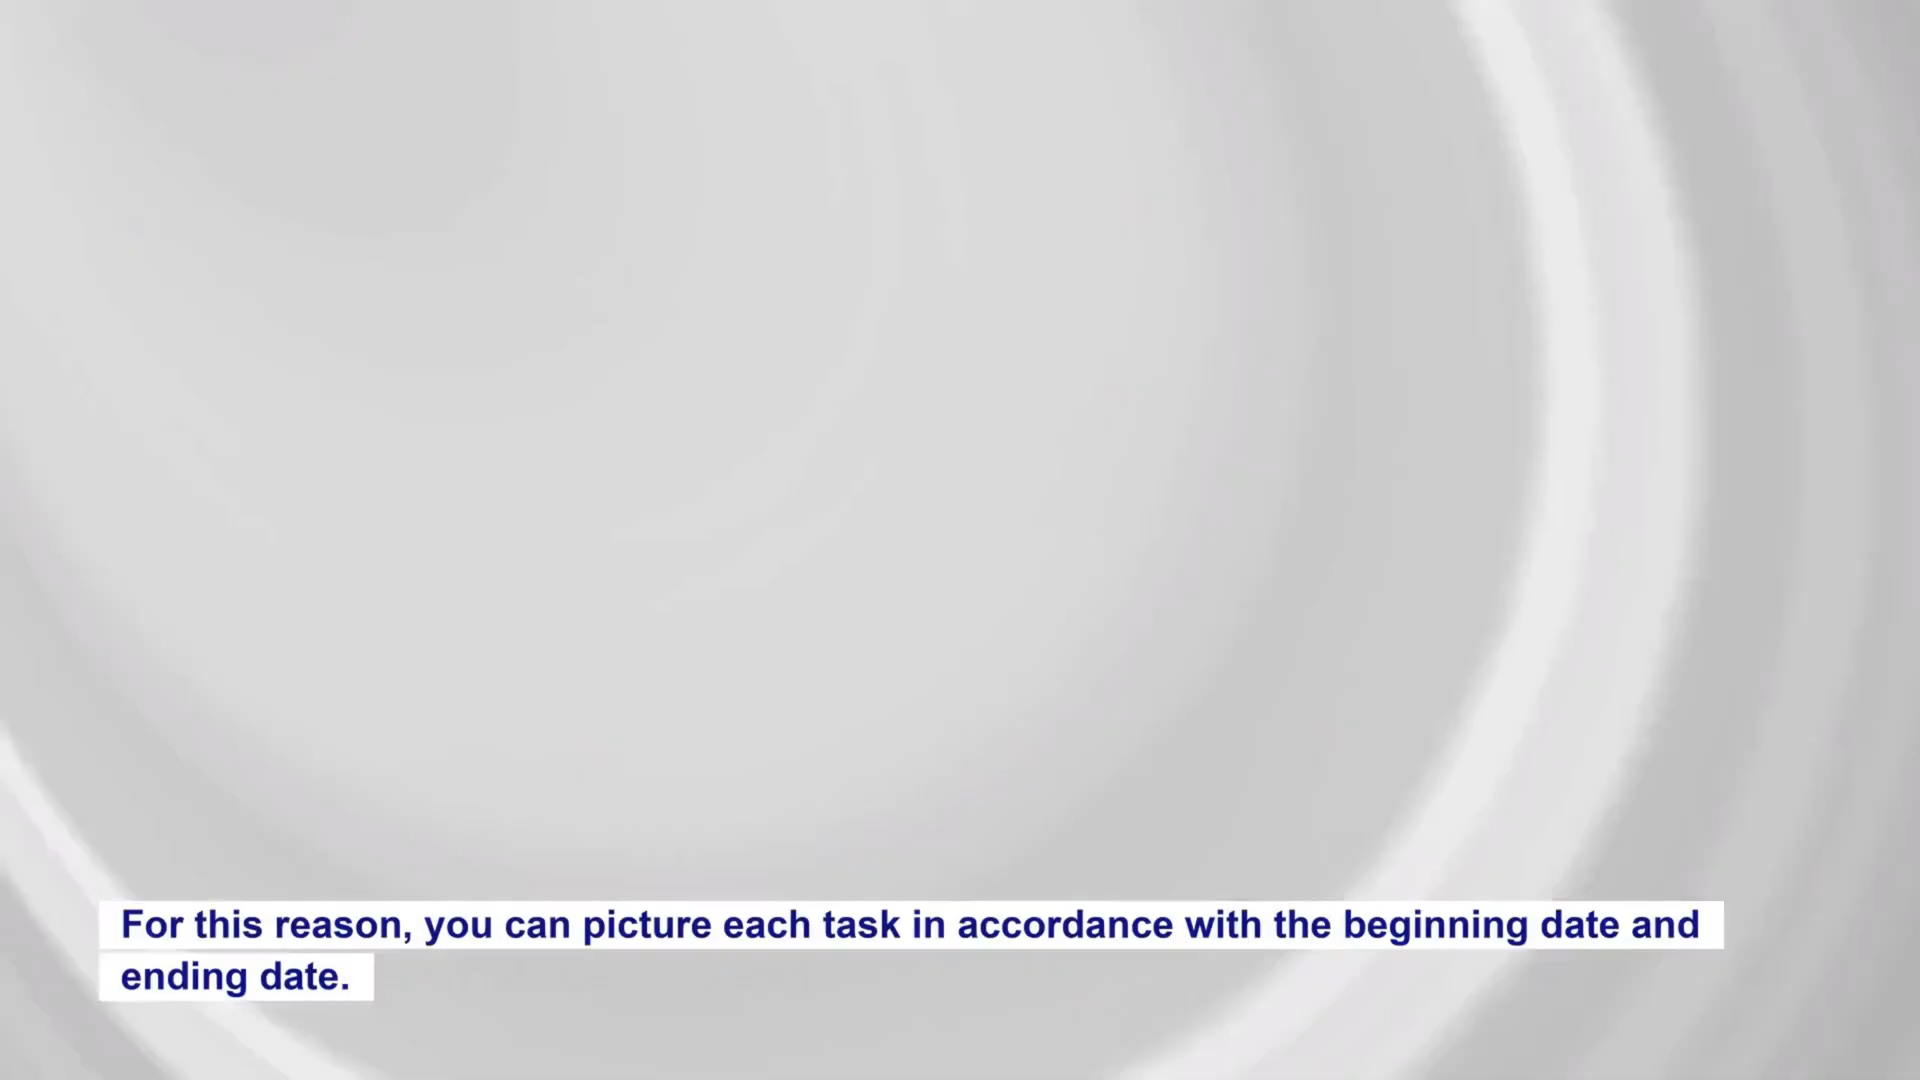 For this reason, you can picture each task in accordance with the beginning date and
ending date.